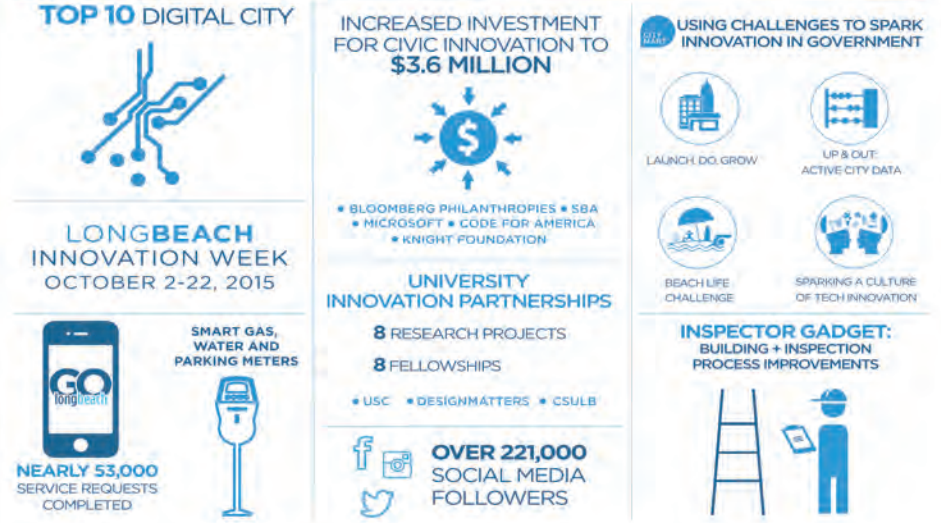 TOP 10 DIGITAL CITY
LONGBEACH
INNOVATION WEEK
OCTOBER 2-22, 2015
GO
longbeach
NEARLY 53,000
SERVICE REQUESTS
COMPLETED
SMART GAS,
WATER AND
PARKING METERS
INCREASED INVESTMENT
FOR CIVIC INNOVATION TO
$3.6 MILLION
$
• BLOOMBERG PHILANTHROPIES • SBA
• MICROSOFT • CODE FOR AMERICA
• KNIGHT FOUNDATION
UNIVERSITY
INNOVATION PARTNERSHIPS
8 RESEARCH PROJECTS
8 FELLOWSHIPS
• USC • DESIGNMATTERS • CSULB
OVER 221,000
SOCIAL MEDIA
FOLLOWERS
CITY
MART
USING CHALLENGES TO SPARK
INNOVATION IN GOVERNMENT
LAUNCH, DO, GROW
UP & OUT:
ACTIVE CITY DATA
BEACH LIFE
CHALLENGE
SPARKING A CULTURE
OF TECH INNOVATION
INSPECTOR GADGET:
BUILDING + INSPECTION
PROCESS IMPROVEMENTS